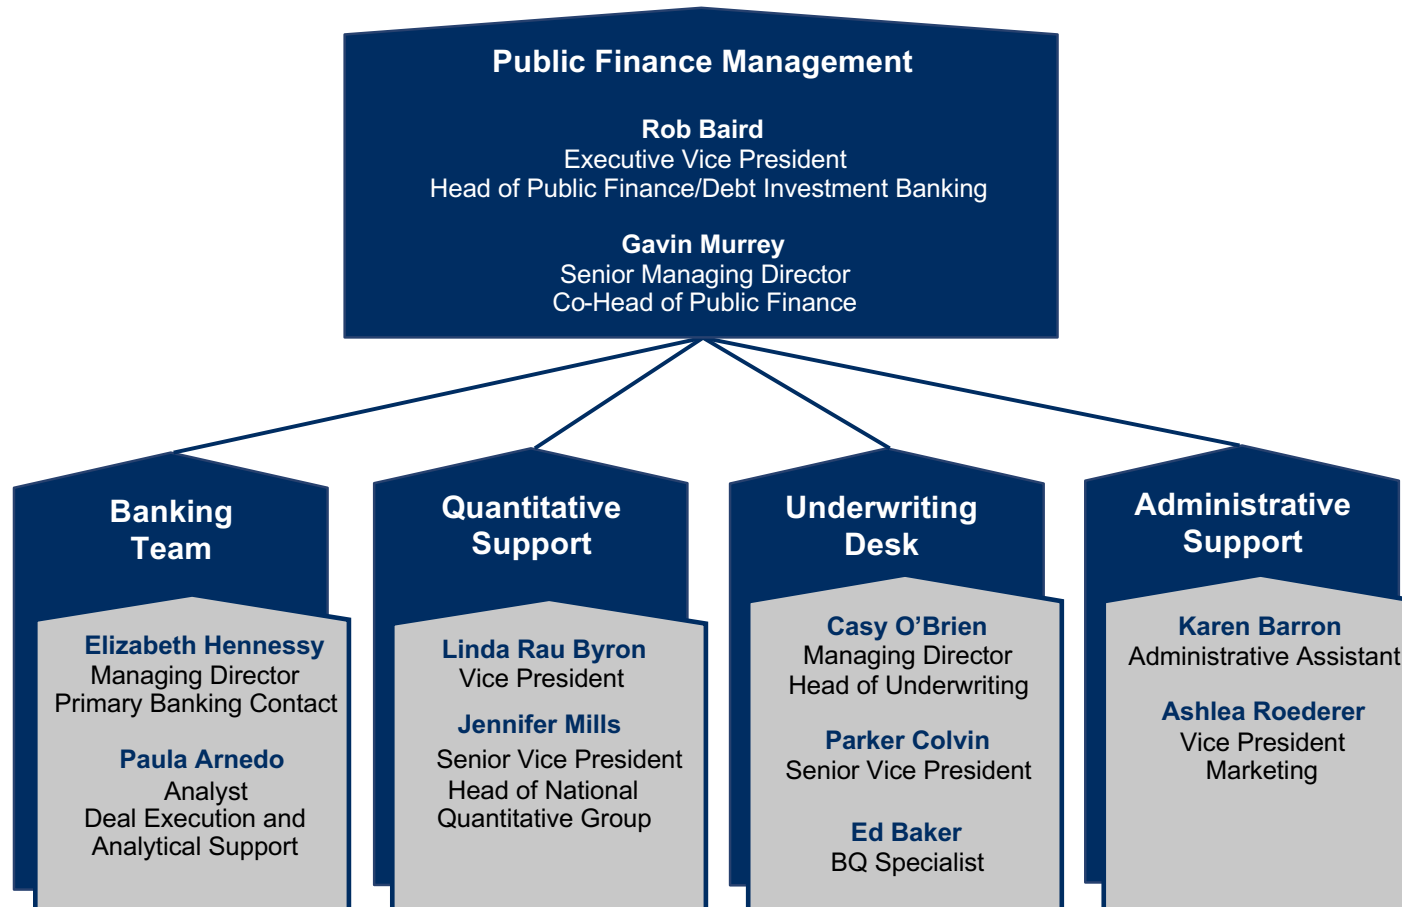 Public Finance Management
Rob Baird
Executive Vice President
Head of Public Finance/Debt Investment Banking
Gavin Murrey
Senior Managing Director
Co-Head of Public Finance
Banking
Team
Elizabeth Hennessy
Managing Director
Primary Banking Contact
Paula Arnedo
Analyst
Deal Execution and
Analytical Support
Quantitative
Support
Linda Rau Byron
Vice President
Jennifer Mills
Senior Vice President
Head of National
Quantitative Group
Underwriting
Desk
Casy O’Brien
Managing Director
Head of Underwriting
Parker Colvin
Senior Vice President
Ed Baker
BQ Specialist
Administrative
Support
Karen Barron
Administrative Assistant
Ashlea Roederer
Vice President
Marketing